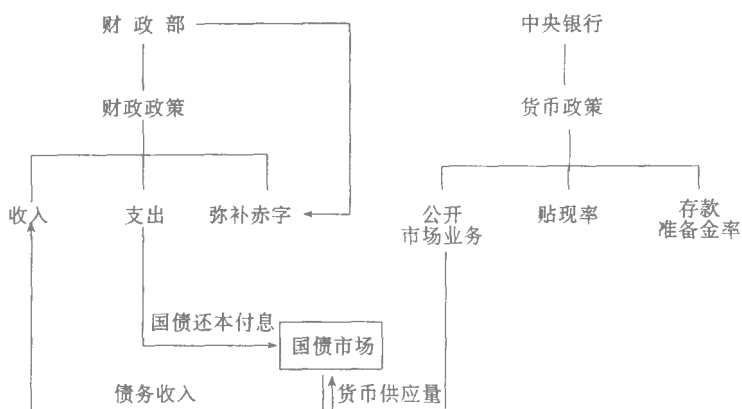 财政部
中央银行
财政政策
货币政策
收入
支出
弥补赤字
公开
市场业务
贴现率
存款
准备金率
国债还本付息
国债市场
债务收入
货币供应量